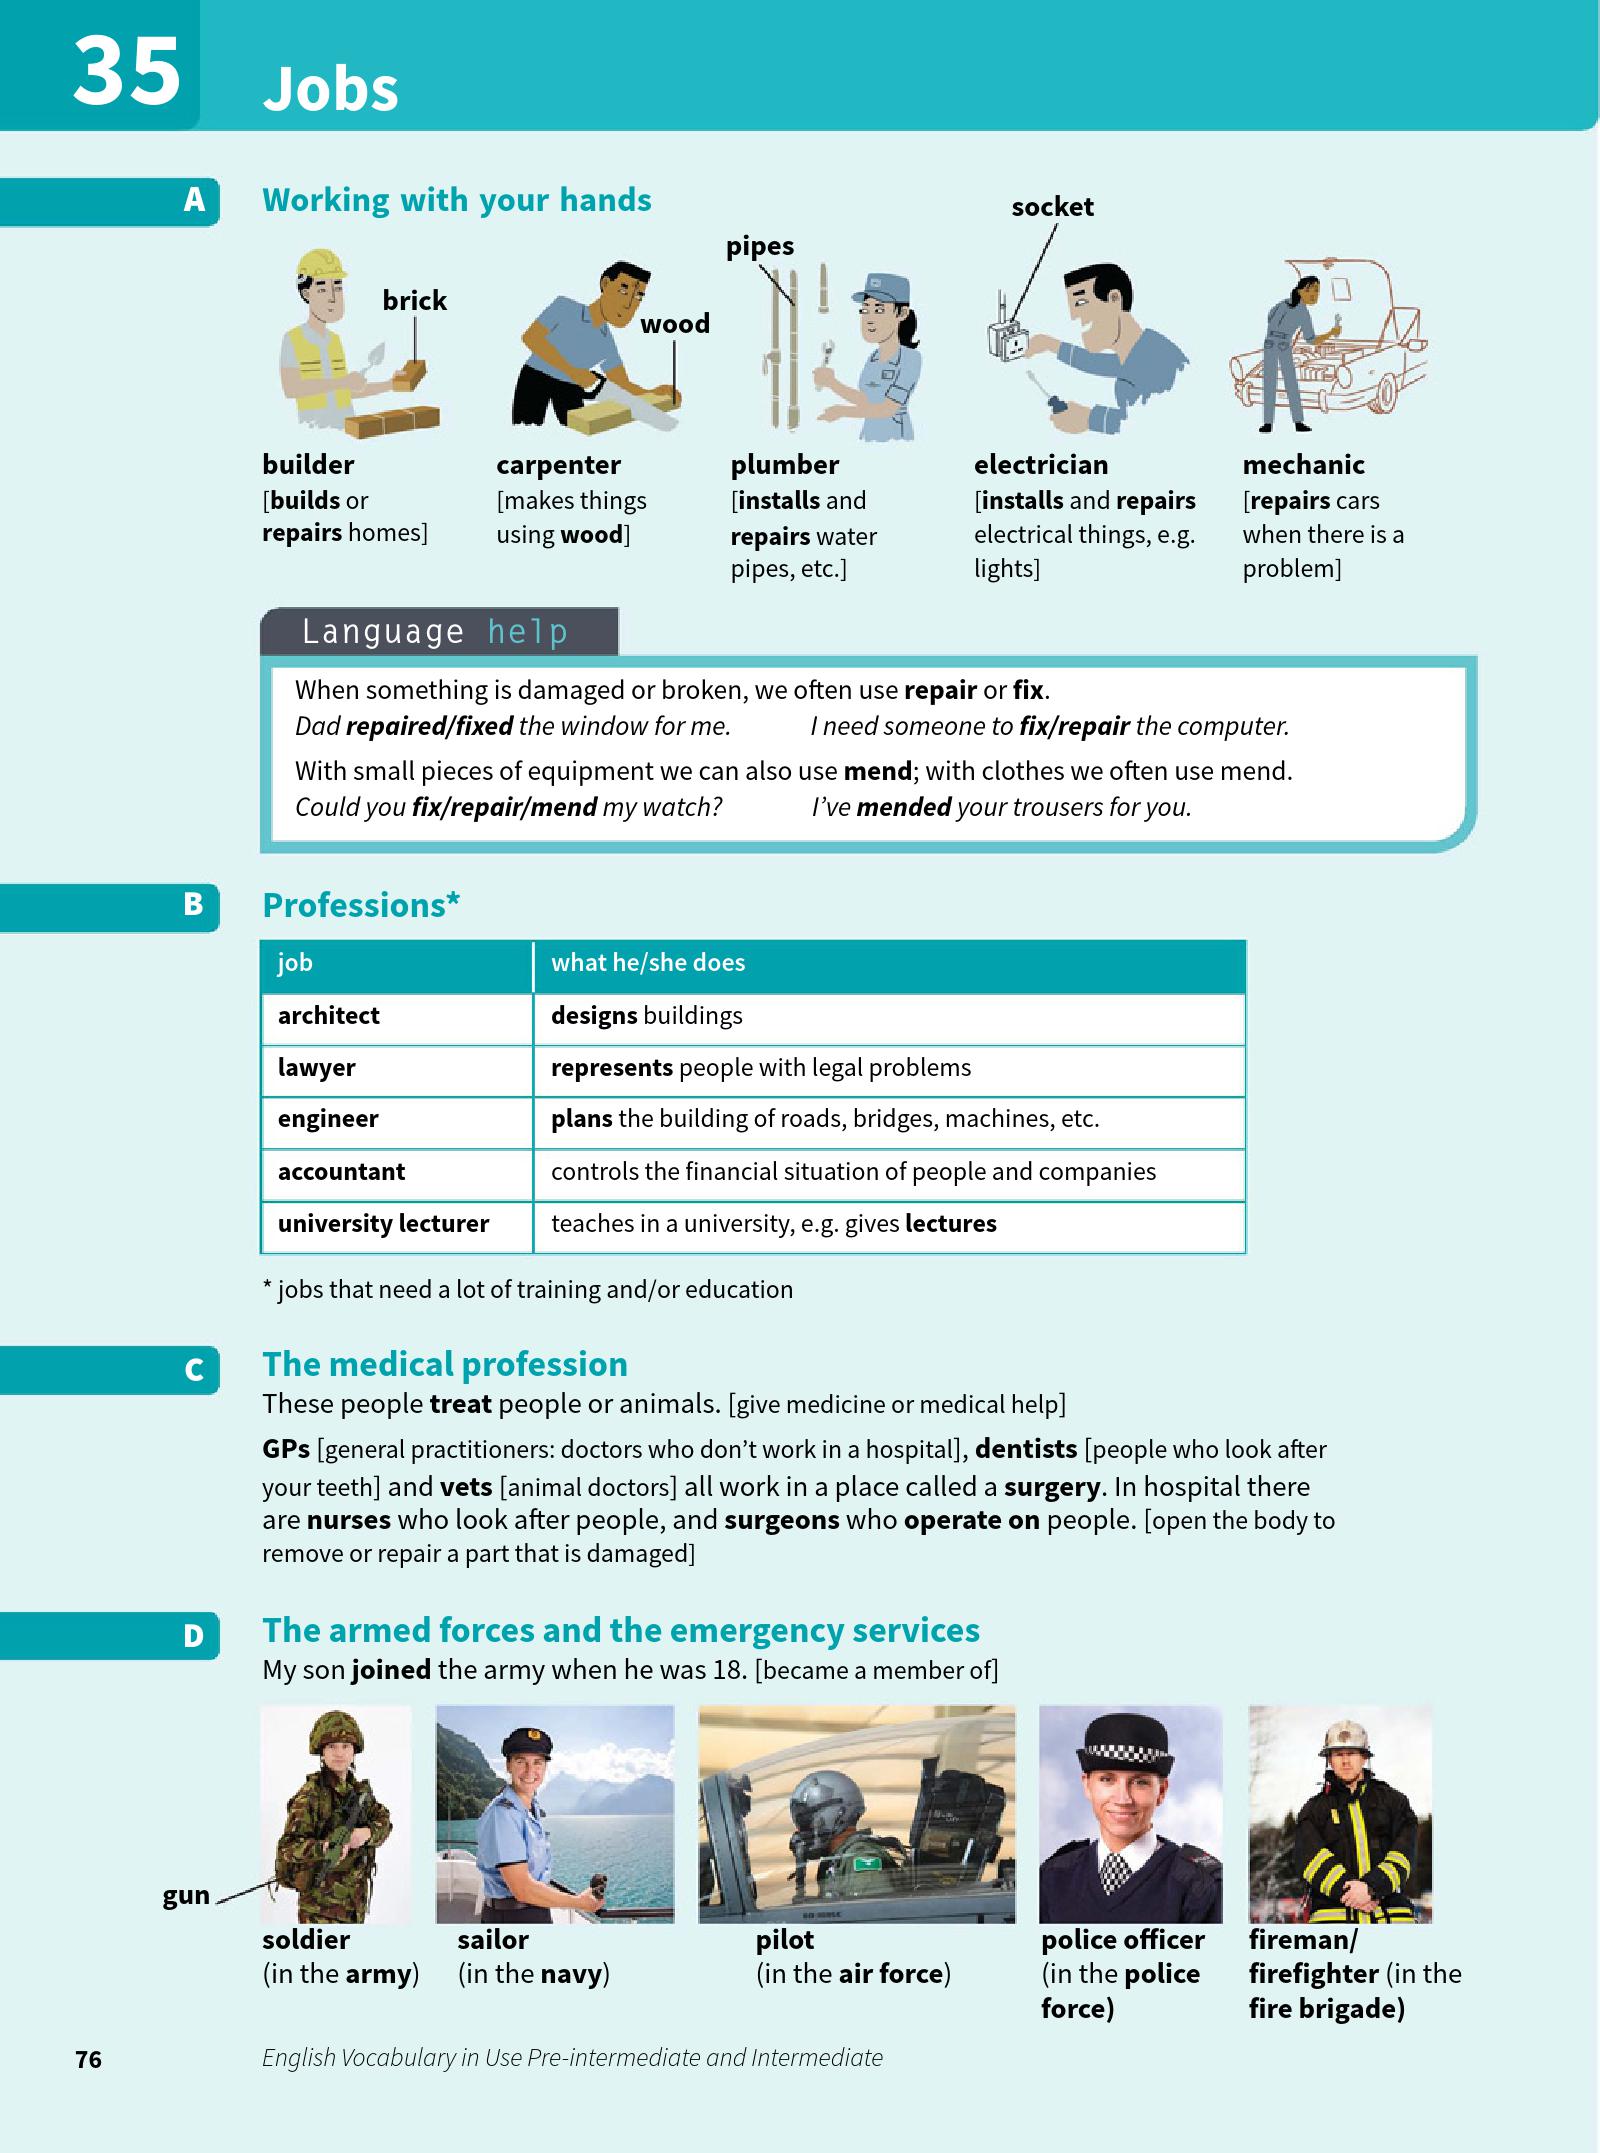 35
Jobs
A
Working with your hands
socket
pipes
brick
wood
builder
[builds or
repairs homes]
carpenter
[makes things
using wood]
plumber
[installs and
repairs water
pipes, etc.]
electrician
[installs and repairs
electrical things, e.g.
lights]
mechanic
[repairs cars
when there is a
problem]
Language help
When something is damaged or broken, we often use repair or fix.
Dad repaired/fixed the window for me. I need someone to fix/repair the computer.
With small pieces of equipment we can also use mend; with clothes we often use mend.
Could you fix/repair/mend my watch? I’ve mended your trousers for you.
B
Professions*
job what he/she does
architect designs buildings
lawyer represents people with legal problems
engineer plans the building of roads, bridges, machines, etc.
accountant controls the financial situation of people and companies
university lecturer teaches in a university, e.g. gives lectures
* jobs that need a lot of training and/or education
C
The medical profession
These people treat people or animals. [give medicine or medical help]
GPs [general practitioners: doctors who don’t work in a hospital], dentists [people who look after
your teeth] and vets [animal doctors] all work in a place called a surgery. In hospital there
are nurses who look after people, and surgeons who operate on people. [open the body to
remove or repair a part that is damaged]
D
The armed forces and the emergency services
My son joined the army when he was 18. [became a member of]
gun
soldier
(in the army)
sailor
(in the navy)
pilot
(in the air force)
police officer
(in the police
force)
fireman/
firefighter (in the
fire brigade)
76
English Vocabulary in Use Pre-intermediate and Intermediate